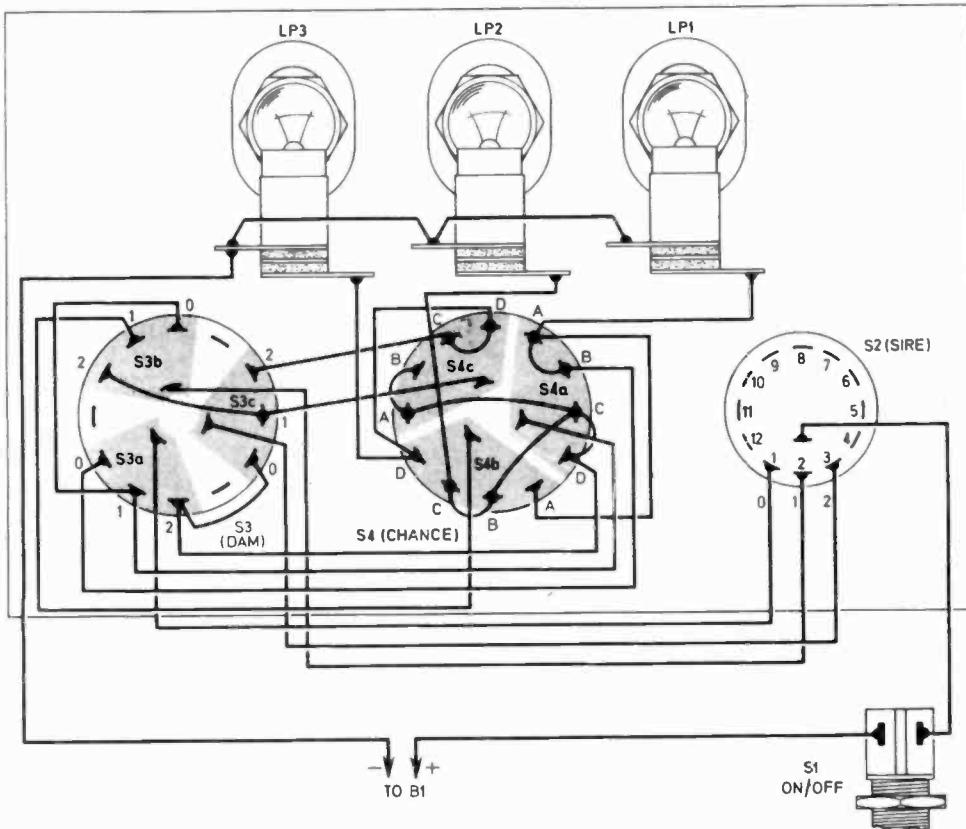 LP3 LP2 LP1
0 D A
1 C
2 S3b 2 B S4c B S2 (SIRE)
S4a
S3c A C
1
0 S3a 0 D S4b D
1 2 C B A
S3 (DAM)
S4 (CHANCE)
8
9 7
10 6
11 5
12 4
1 2 3
0 1 2
− +
TO B1
S1
ON/OFF